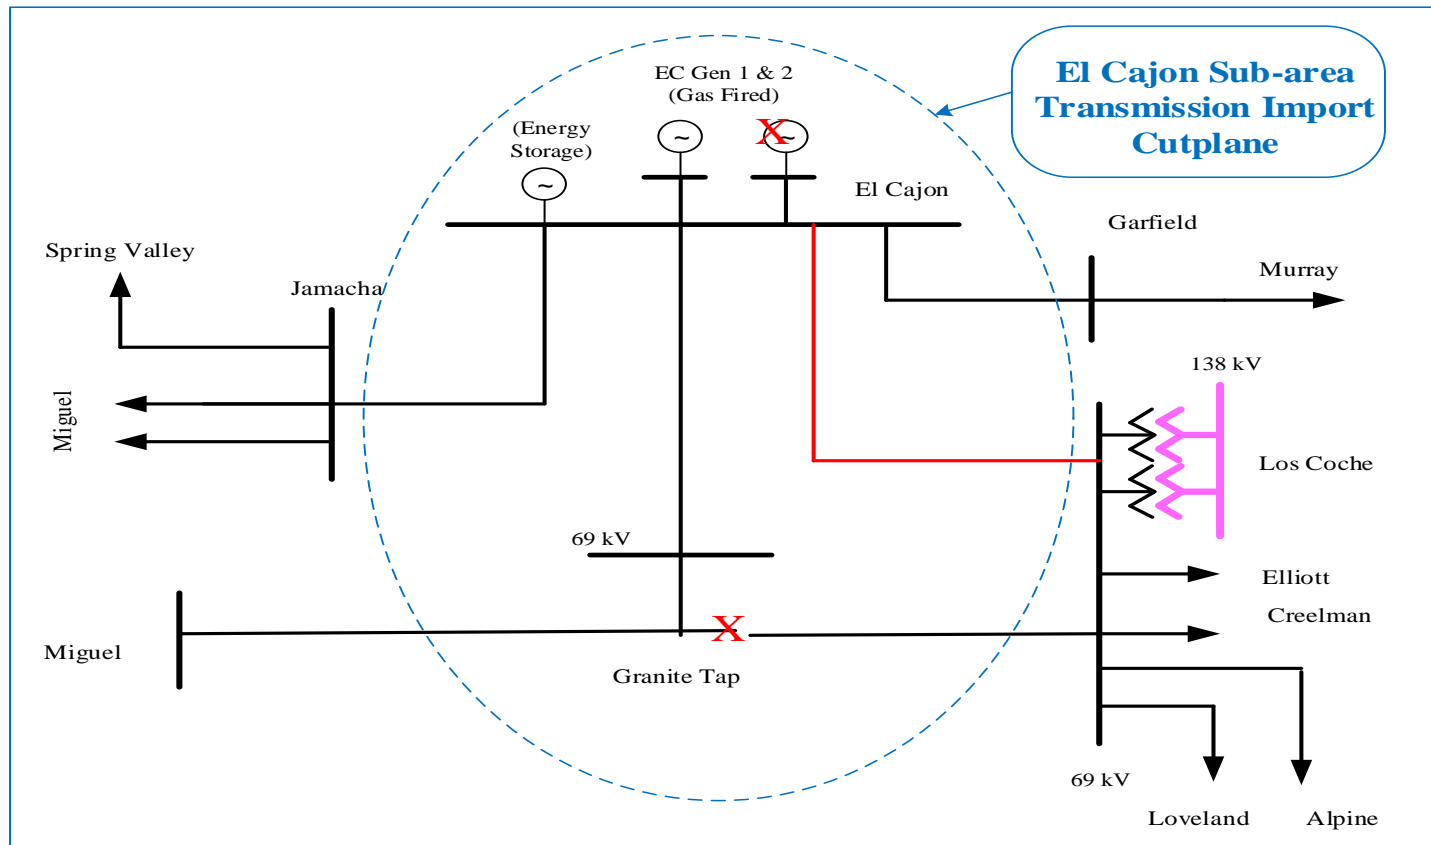 El Cajon Sub-area
Transmission Import
Cutplane
EC Gen 1 & 2
(Gas Fired)
(Energy
Storage)
~
~
~
X
El Cajon
Garfield
Murray
Spring Valley
Jamacha
Miguel
138 kV
Los Coche
69 kV
Elliott
Creelman
X
Miguel
Granite Tap
69 kV
Loveland
Alpine